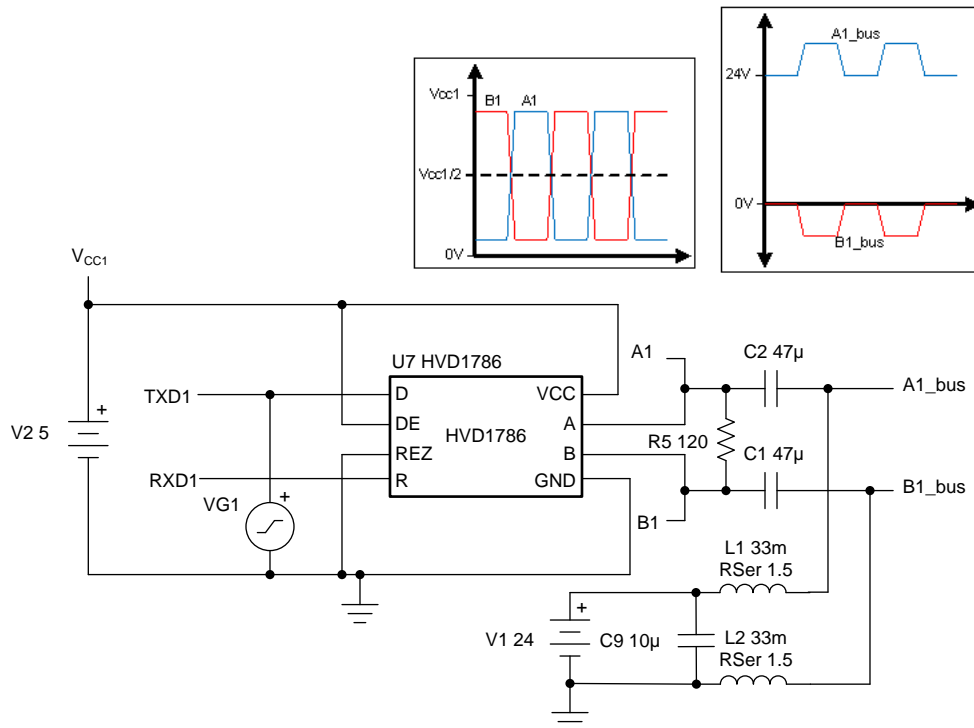 A1_bus
24V
0V
B1_bus
Vcc1
B1 A1
Vcc1/2
0V
VCC1
U7 HVD1786
A1
C2 47µ
TXD1
D
VCC
A1_bus
V2 5
+
DE
HVD1786
A
R5 120
REZ
B
C1 47µ
RXD1
R
GND
B1_bus
VG1
+
B1
L1 33m
RSer 1.5
+
V1 24
C9 10µ
L2 33m
RSer 1.5